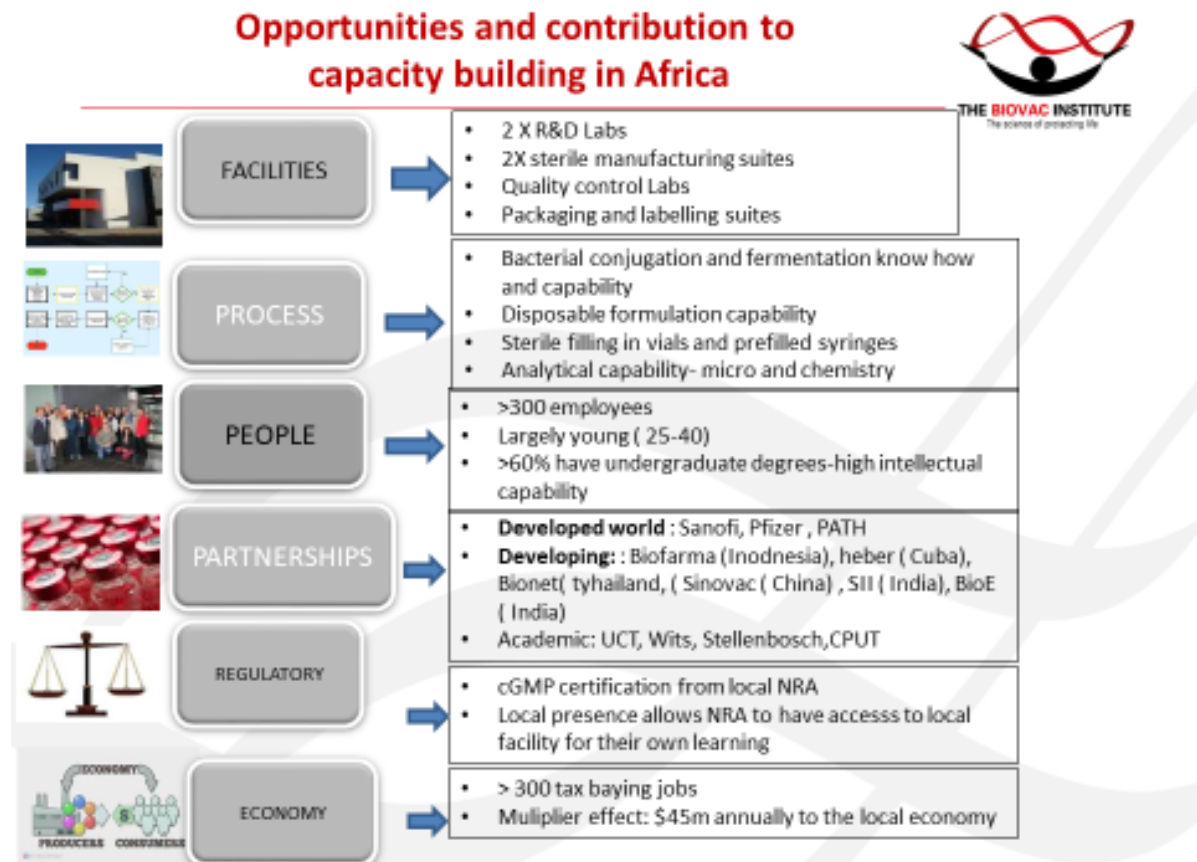 Opportunities and contribution to
capacity building in Africa
THE BIOVAC INSTITUTE
The science of protecting life
FACILITIES
• 2 X R&D Labs
• 2X sterile manufacturing suites
• Quality control Labs
• Packaging and labelling suites
PROCESS
• Bacterial conjugation and fermentation know how
and capability
• Disposable formulation capability
• Sterile filling in vials and prefilled syringes
• Analytical capability- micro and chemistry
PEOPLE
• >300 employees
• Largely young ( 25-40)
• >60% have undergraduate degrees-high intellectual
capability
PARTNERSHIPS
• Developed world : Sanofi, Pfizer , PATH
• Developing: : Biofarma (Inodnesia), heber ( Cuba),
Bionet( tyhailand, ( Sinovac ( China) , SII ( India), BioE
( India)
• Academic: UCT, Wits, Stellenbosch,CPUT
REGULATORY
• cGMP certification from local NRA
• Local presence allows NRA to have accesss to local
facility for their own learning
ECONOMY
PRODUCERS CONSUMERS
$
ECONOMY
• > 300 tax baying jobs
• Muliplier effect: $45m annually to the local economy